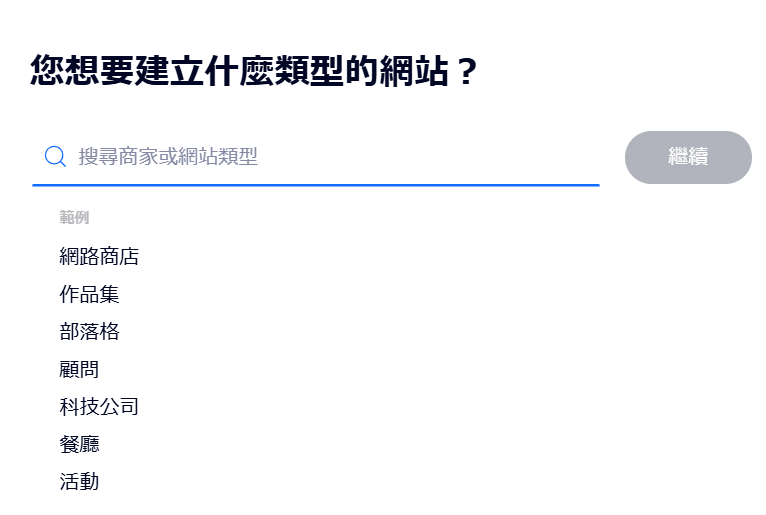 您想要建立什麼類型的網站？
搜尋商家或網站類型
繼續
範例
網路商店
作品集
部落格
顧問
科技公司
餐廳
活動